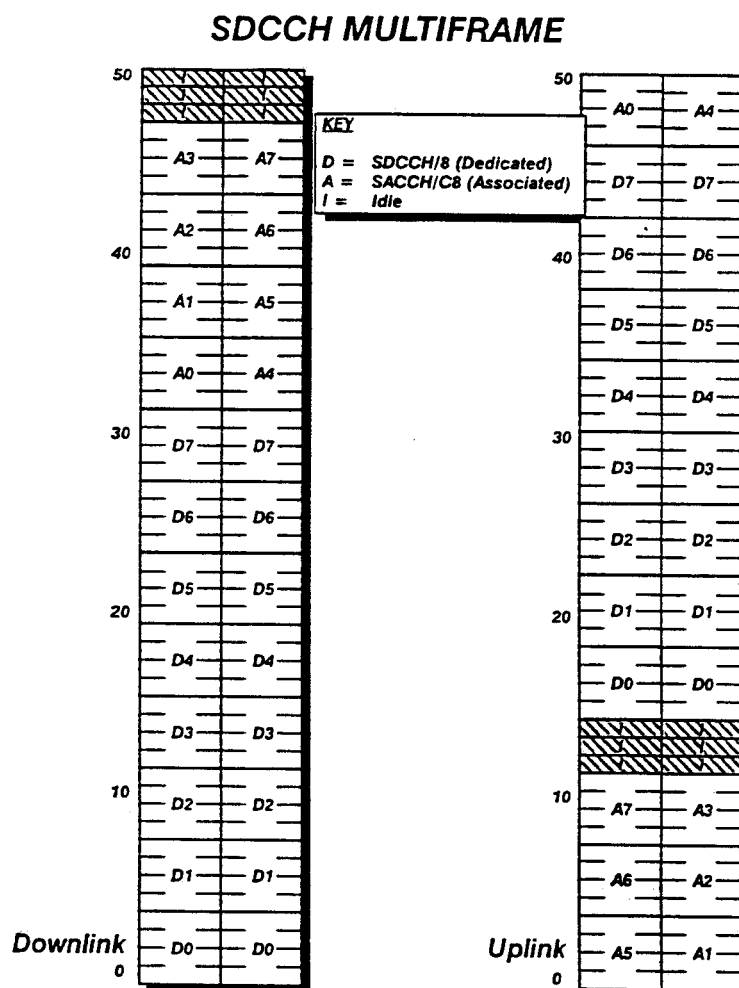 SDCCH MULTIFRAME
50
A3 A7
A2 A6
40
A1 A5
A0 A4
30
D7 D7
D6 D6
D5 D5
20
D4 D4
D3 D3
10
D2 D2
D1 D1
Downlink
D0 D0
0
KEY
D = SDCCH/8 (Dedicated)
A = SACCH/C8 (Associated)
I = Idle
50
A0 A4
D7 D7
40
D6 D6
D5 D5
D4 D4
30
D3 D3
D2 D2
20
D1 D1
D0 D0
10
A7 A3
A6 A2
Uplink
A5 A1
0